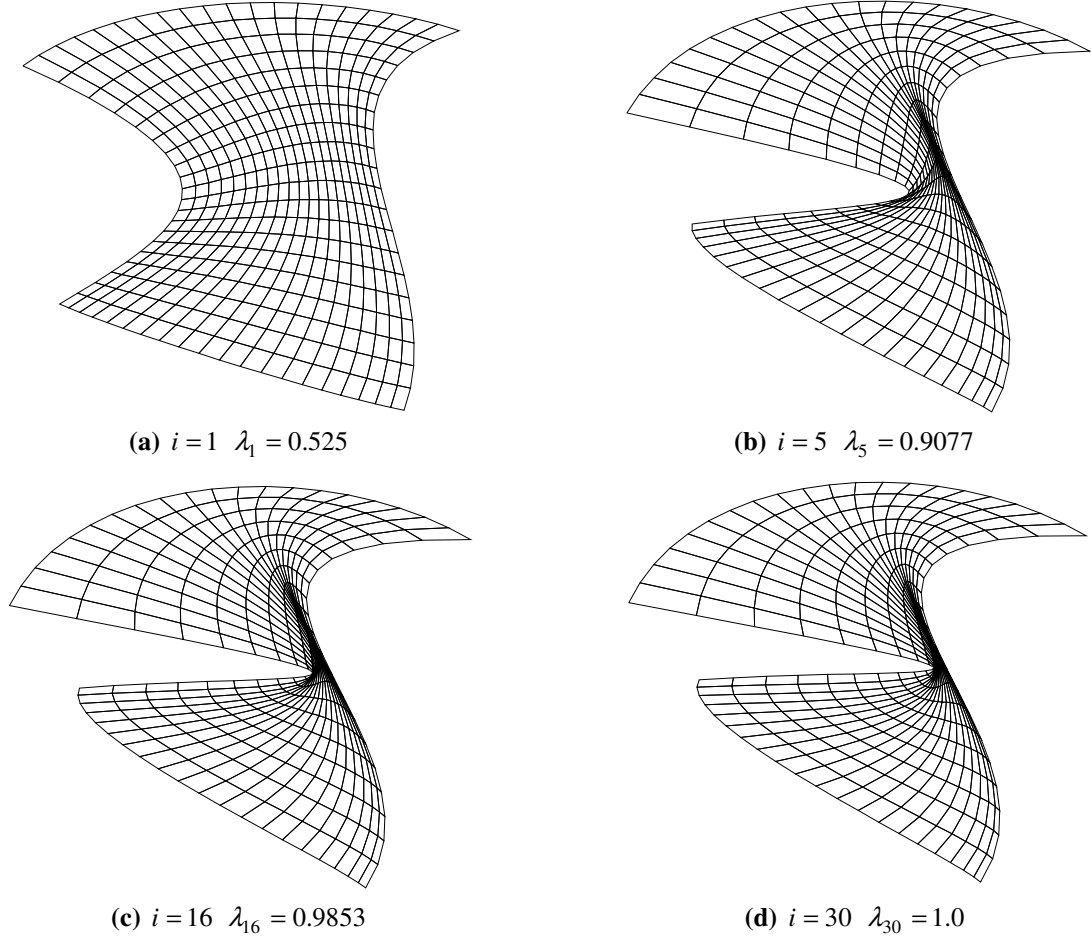 (a) i = 1 λ₁ = 0.525
(b) i = 5 λ₅ = 0.9077
(c) i = 16 λ₁₆ = 0.9853
(d) i = 30 λ₃₀ = 1.0